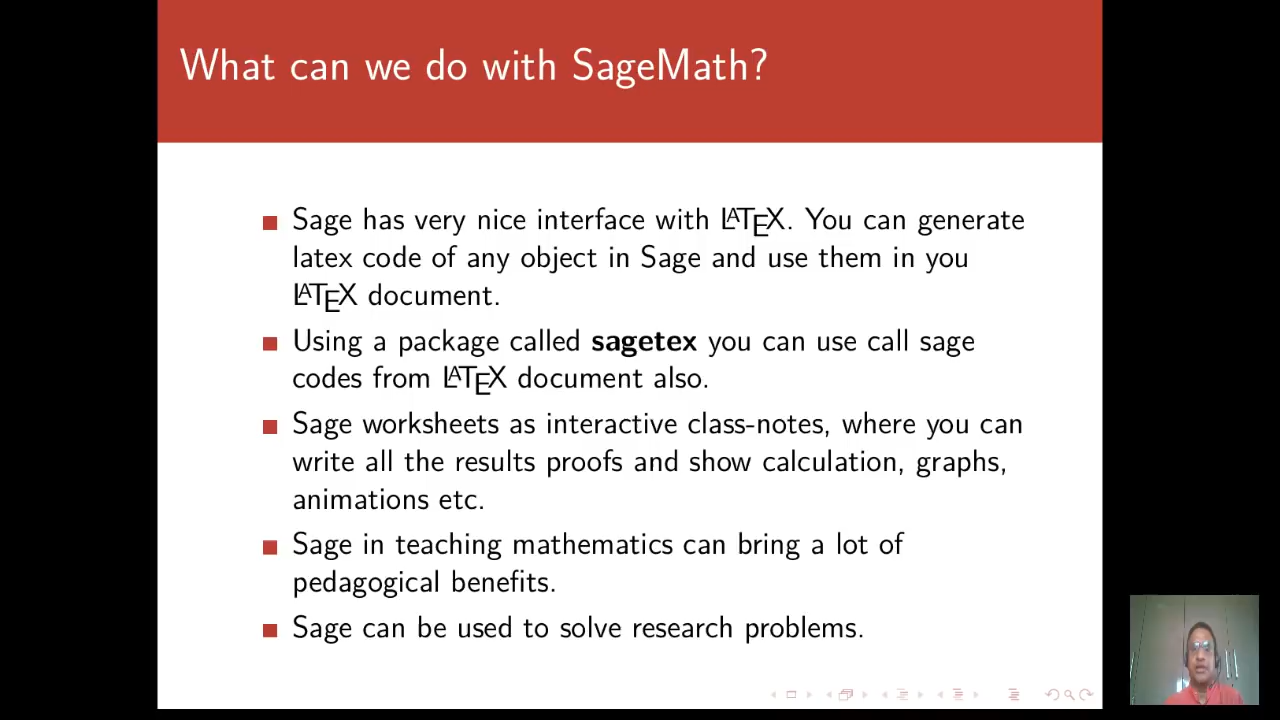 What can we do with SageMath?
Sage has very nice interface with LATEX. You can generate
latex code of any object in Sage and use them in you
LATEX document.
Using a package called sagetex you can use call sage
codes from LATEX document also.
Sage worksheets as interactive class-notes, where you can
write all the results proofs and show calculation, graphs,
animations etc.
Sage in teaching mathematics can bring a lot of
pedagogical benefits.
Sage can be used to solve research problems.